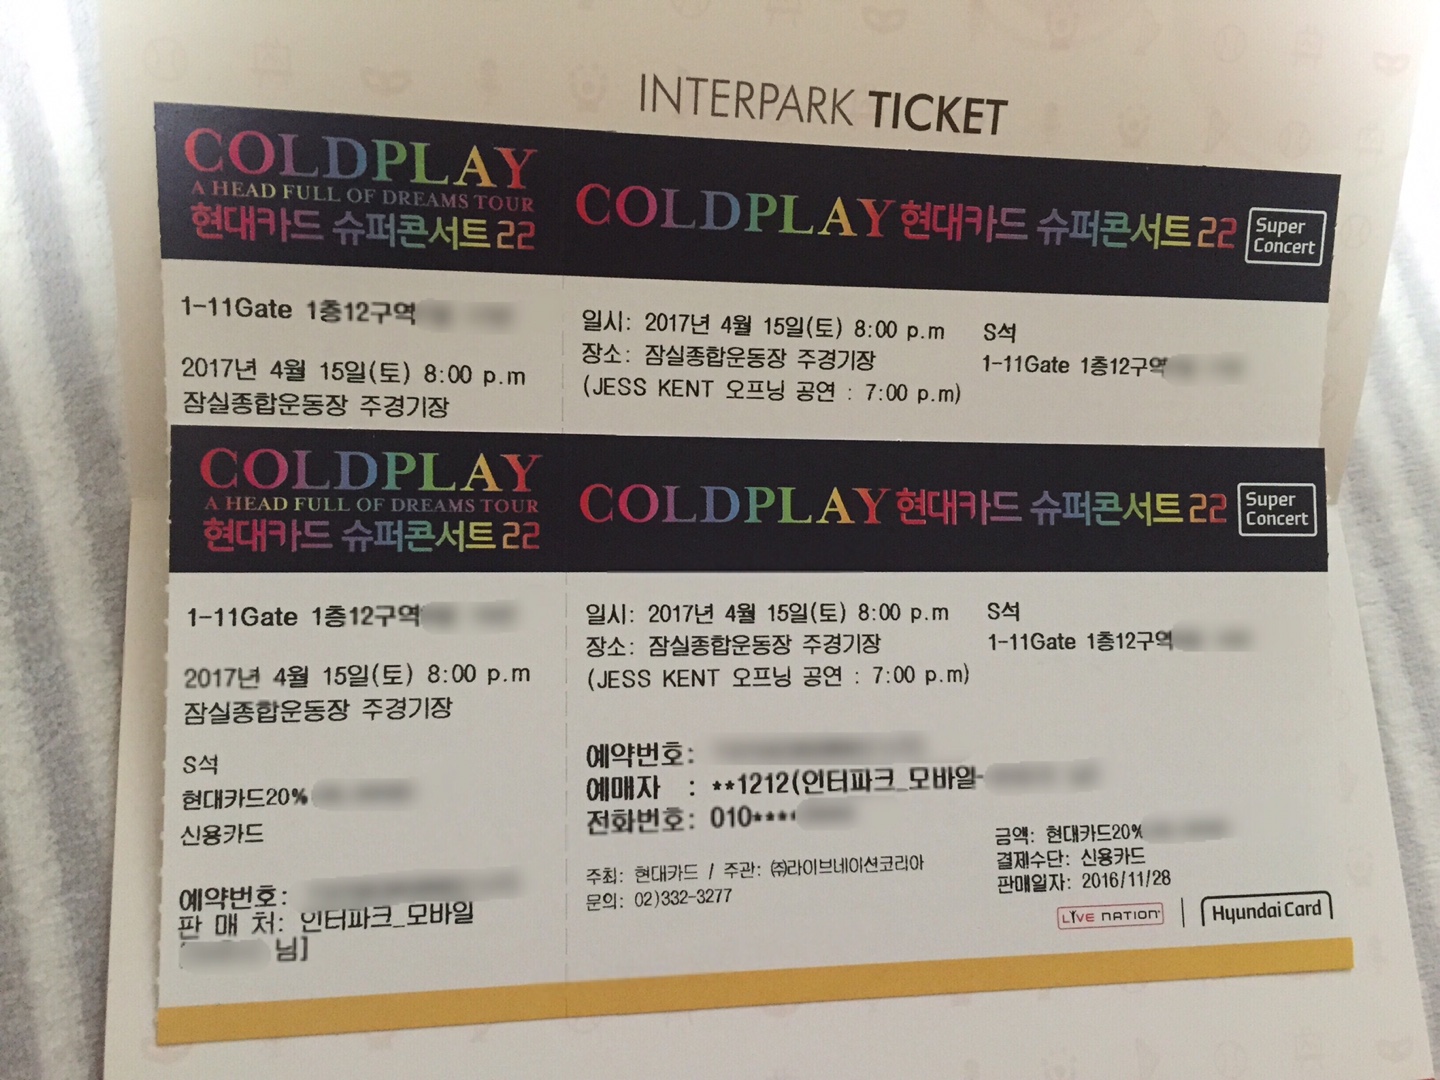 INTERPARK TICKET
COLDPLAY
A HEAD FULL OF DREAMS TOUR
현대카드 슈퍼콘서트 22
COLDPLAY 현대카드 슈퍼콘서트 22
Super
Concert
1-11Gate 1층12구역
2017년 4월 15일(토) 8:00 p.m
잠실종합운동장 주경기장
일시: 2017년 4월 15일(토) 8:00 p.m
장소: 잠실종합운동장 주경기장
(JESS KENT 오프닝 공연 : 7:00 p.m)
S석
1-11Gate 1층12구역
COLDPLAY
A HEAD FULL OF DREAMS TOUR
현대카드 슈퍼콘서트 22
COLDPLAY 현대카드 슈퍼콘서트 22
Super
Concert
1-11Gate 1층12구역
2017년 4월 15일(토) 8:00 p.m
잠실종합운동장 주경기장
S석
현대카드20%
신용카드
예약번호:
판 매 처: 인터파크_모바일
님]
일시: 2017년 4월 15일(토) 8:00 p.m
장소: 잠실종합운동장 주경기장
(JESS KENT 오프닝 공연 : 7:00 p.m)
S석
1-11Gate 1층12구역
예약번호:
예매자 : **1212(인터파크_모바일-
전화번호: 010****
주최: 현대카드 / 주관: ㈜라이브네이션코리아
문의: 02)332-3277
금액: 현대카드20%
결제수단: 신용카드
판매일자: 2016/11/28
LIVE NATION
HyundaiCard